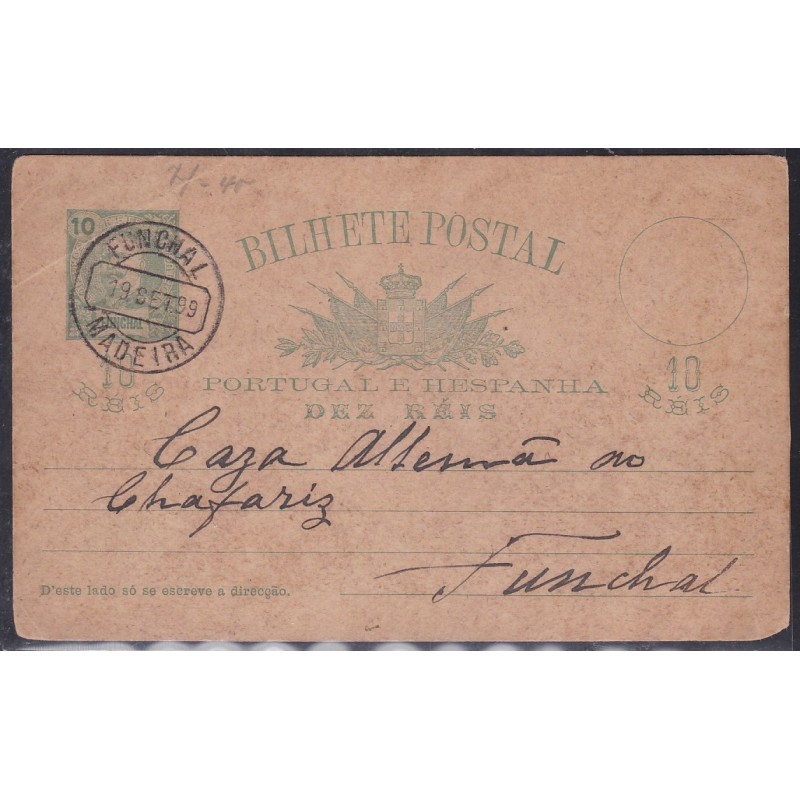 10
FUNCHAL
19 SET 99
MADEIRA
FUNCHAL
BILHETE POSTAL
PORTUGAL E HESPANHA
DEZ RÉIS
10
RÉIS
10
RÉIS
Caza Allemã no
Chafariz
Funchal
D'este lado só se escreve a direcção.